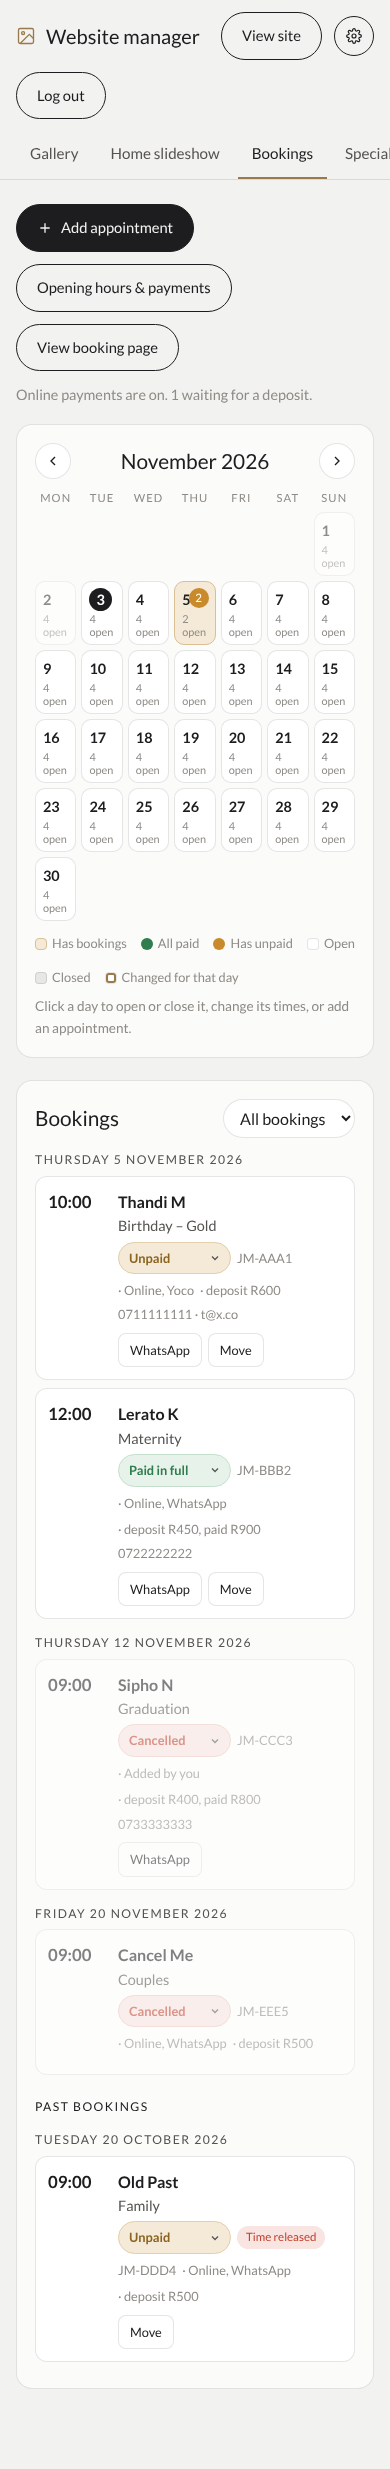 Website manager
View site
Log out
Gallery Home slideshow Bookings Special
+ Add appointment
Opening hours & payments
View booking page
Online payments are on. 1 waiting for a deposit.
November 2026
MON TUE WED THU FRI SAT SUN
1
4
open
2 3 4 5 2 6 7 8
4 4 4 2 4 4 4
open open open open open open open
9 10 11 12 13 14 15
4 4 4 4 4 4 4
open open open open open open open
16 17 18 19 20 21 22
4 4 4 4 4 4 4
open open open open open open open
23 24 25 26 27 28 29
4 4 4 4 4 4 4
open open open open open open open
30
4
open
Has bookings All paid Has unpaid Open
Closed Changed for that day
Click a day to open or close it, change its times, or add
an appointment.
Bookings
All bookings
THURSDAY 5 NOVEMBER 2026
10:00 Thandi M
Birthday – Gold
Unpaid JM-AAA1
· Online, Yoco · deposit R600
0711111111 · t@x.co
WhatsApp Move
12:00 Lerato K
Maternity
Paid in full JM-BBB2
· Online, WhatsApp
· deposit R450, paid R900
0722222222
WhatsApp Move
THURSDAY 12 NOVEMBER 2026
09:00 Sipho N
Graduation
Cancelled JM-CCC3
· Added by you
· deposit R400, paid R800
0733333333
WhatsApp
FRIDAY 20 NOVEMBER 2026
09:00 Cancel Me
Couples
Cancelled JM-EEE5
· Online, WhatsApp · deposit R500
PAST BOOKINGS
TUESDAY 20 OCTOBER 2026
09:00 Old Past
Family
Unpaid Time released
JM-DDD4 · Online, WhatsApp
· deposit R500
Move